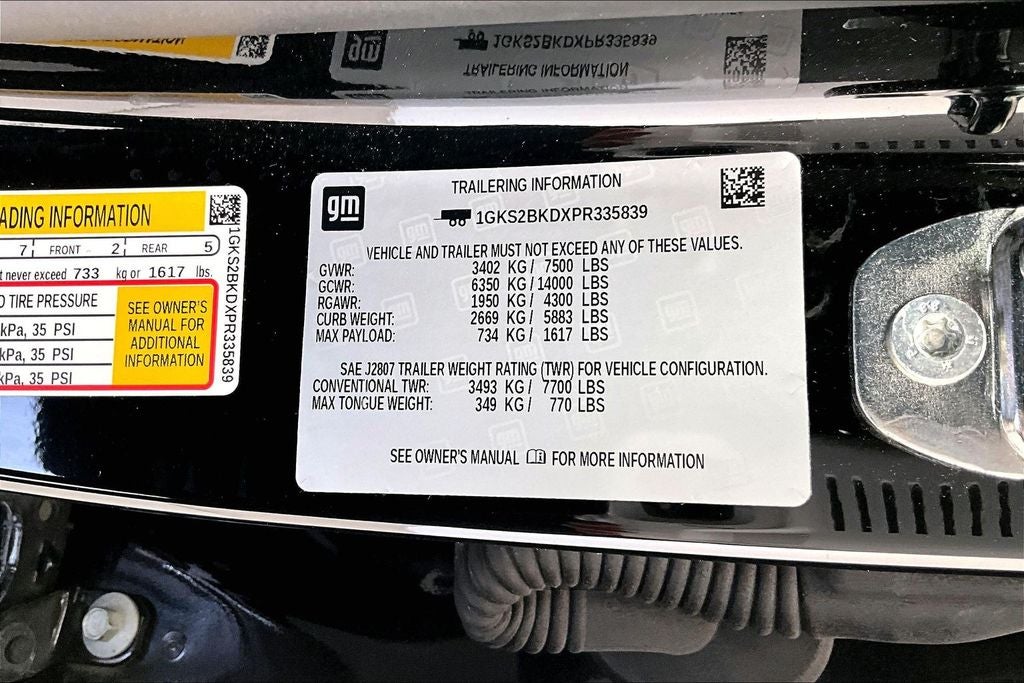 1GKS2BKDXPR335839
TRAILERING INFORMATION
ADING INFORMATION
7 FRONT 2 REAR 5
t never exceed 733 kg or 1617 lbs.
D TIRE PRESSURE
kPa, 35 PSI
kPa, 35 PSI
kPa, 35 PSI
SEE OWNER'S
MANUAL FOR
ADDITIONAL
INFORMATION
1GKS2BKDXPR335839
gm
TRAILERING INFORMATION
1GKS2BKDXPR335839
VEHICLE AND TRAILER MUST NOT EXCEED ANY OF THESE VALUES.
GVWR: 3402 KG/ 7500 LBS
GCWR: 6350 KG/ 14000 LBS
RGAWR: 1950 KG/ 4300 LBS
CURB WEIGHT: 2669 KG/ 5883 LBS
MAX PAYLOAD: 734 KG/ 1617 LBS
SAE J2807 TRAILER WEIGHT RATING (TWR) FOR VEHICLE CONFIGURATION.
CONVENTIONAL TWR: 3493 KG/ 7700 LBS
MAX TONGUE WEIGHT: 349 KG/ 770 LBS
SEE OWNER'S MANUAL FOR MORE INFORMATION